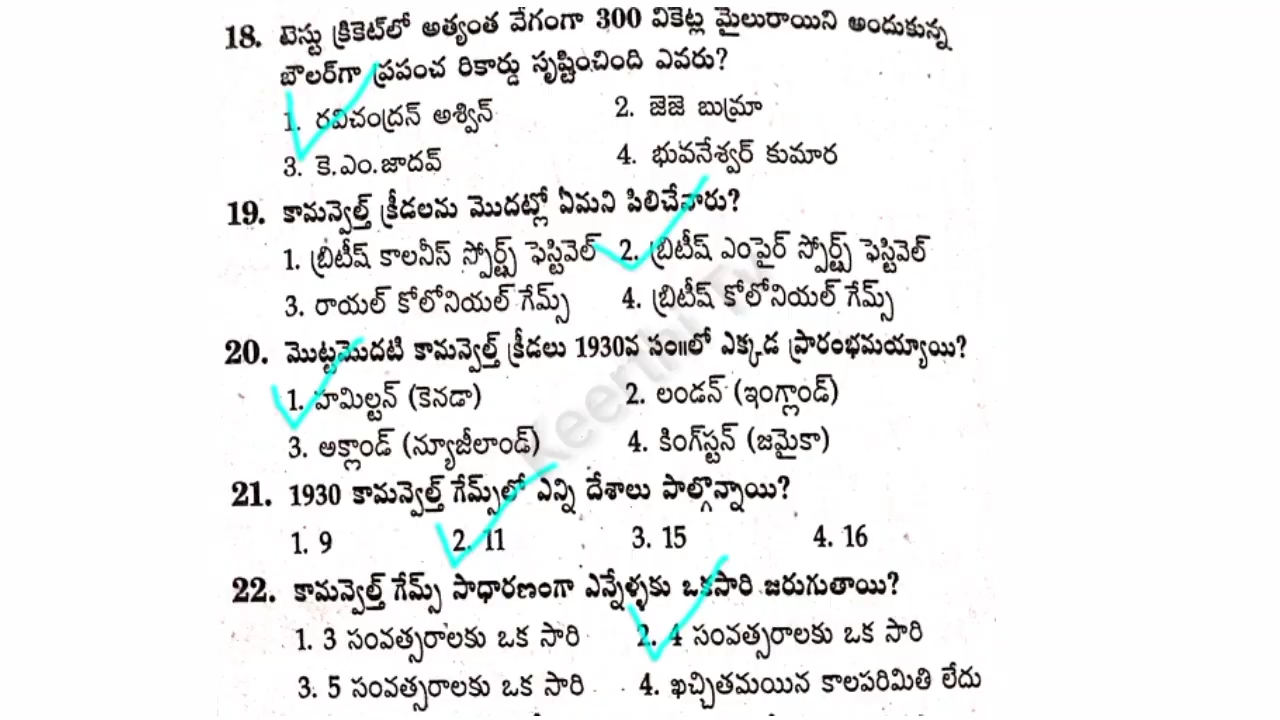 18. టెస్టు క్రికెట్‌లో అత్యంత వేగంగా 300 వికెట్ల మైలురాయిని అందుకున్న
బౌలర్‌గా ప్రపంచ రికార్డు సృష్టించింది ఎవరు?
1. రవిచంద్రన్ అశ్విన్ 2. జెజె బుమ్రా
3. కె.ఎం.జాదవ్ 4. భువనేశ్వర్ కుమార
19. కామన్వెల్త్ క్రీడలను మొదట్లో ఏమని పిలిచేవారు?
1. బ్రిటీష్ కాలనీస్ స్పోర్ట్స్ ఫెస్టివెల్ 2. బ్రిటీష్ ఎంపైర్ స్పోర్ట్స్ ఫెస్టివెల్
3. రాయల్ కోలోనియల్ గేమ్స్ 4. బ్రిటీష్ కోలోనియల్ గేమ్స్
20. మొట్టమొదటి కామన్వెల్త్ క్రీడలు 1930వ సం॥లో ఎక్కడ ప్రారంభమయ్యాయి?
1. హమిల్టన్ (కెనడా) 2. లండన్ (ఇంగ్లాండ్)
3. అక్లాండ్ (న్యూజీలాండ్) 4. కింగ్‌స్టన్ (జమైకా)
Keerthi Tv
21. 1930 కామన్వెల్త్ గేమ్స్‌లో ఎన్ని దేశాలు పాల్గొన్నాయి?
1. 9 2. 11 3. 15 4. 16
22. కామన్వెల్త్ గేమ్స్ సాధారణంగా ఎన్నేళ్ళకు ఒకసారి జరుగుతాయి?
1. 3 సంవత్సరాలకు ఒక సారి 2. 4 సంవత్సరాలకు ఒక సారి
3. 5 సంవత్సరాలకు ఒక సారి 4. ఖచ్చితమయిన కాలపరిమితి లేదు